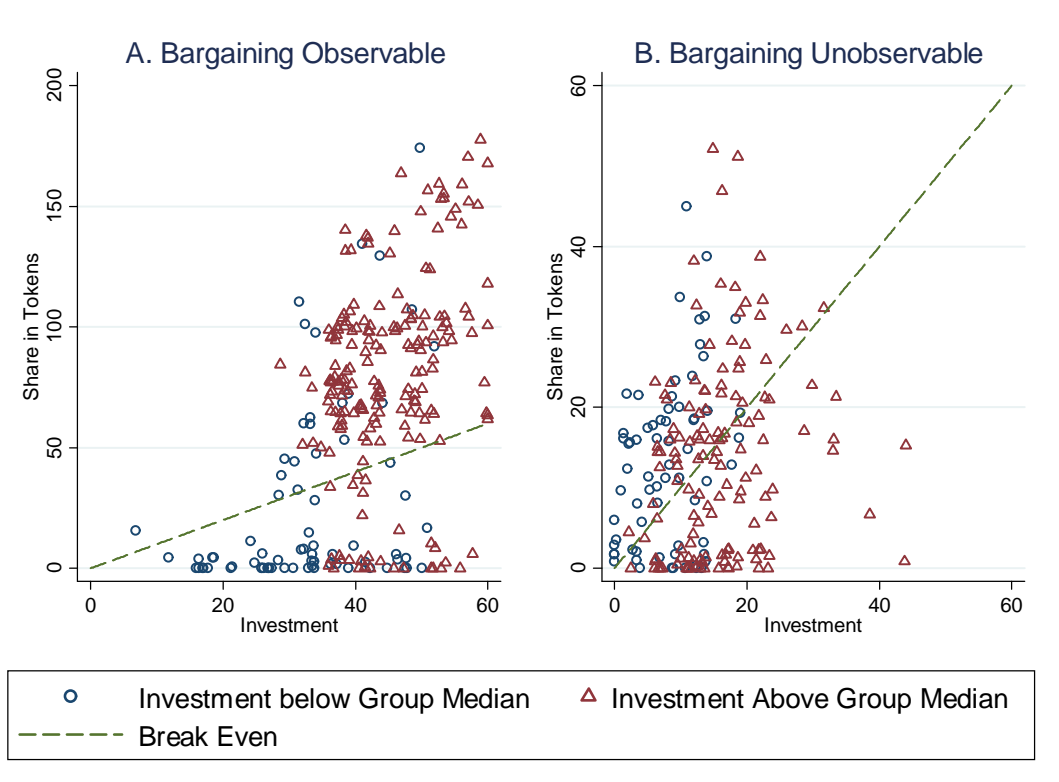 A. Bargaining Observable
B. Bargaining Unobservable
Share in Tokens
200
150
100
50
0
0
20
40
60
Investment
Share in Tokens
60
40
20
0
0
20
40
60
Investment
Investment below Group Median
Investment Above Group Median
Break Even